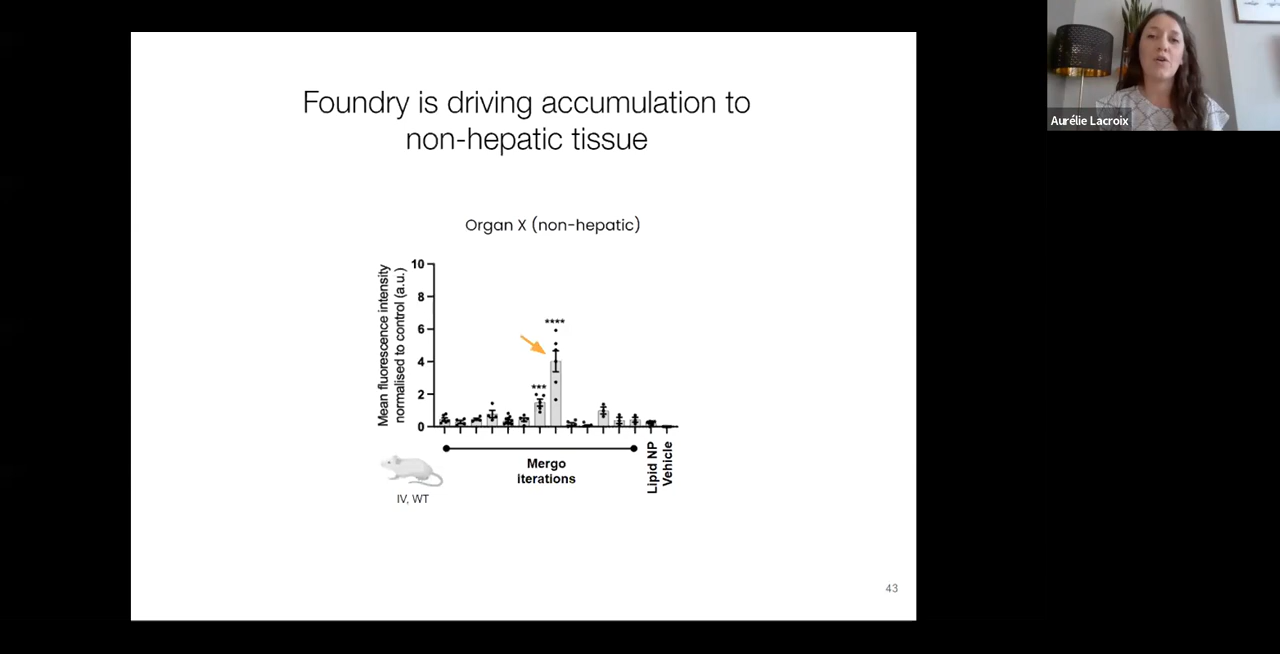 Foundry is driving accumulation to
non-hepatic tissue
Organ X (non-hepatic)
Mean fluorescence intensity
normalised to control (a.u.)
10
8
6
4
2
0
***
****
Mergo
iterations
Lipid NP
Vehicle
IV, WT
43
Aurélie Lacroix